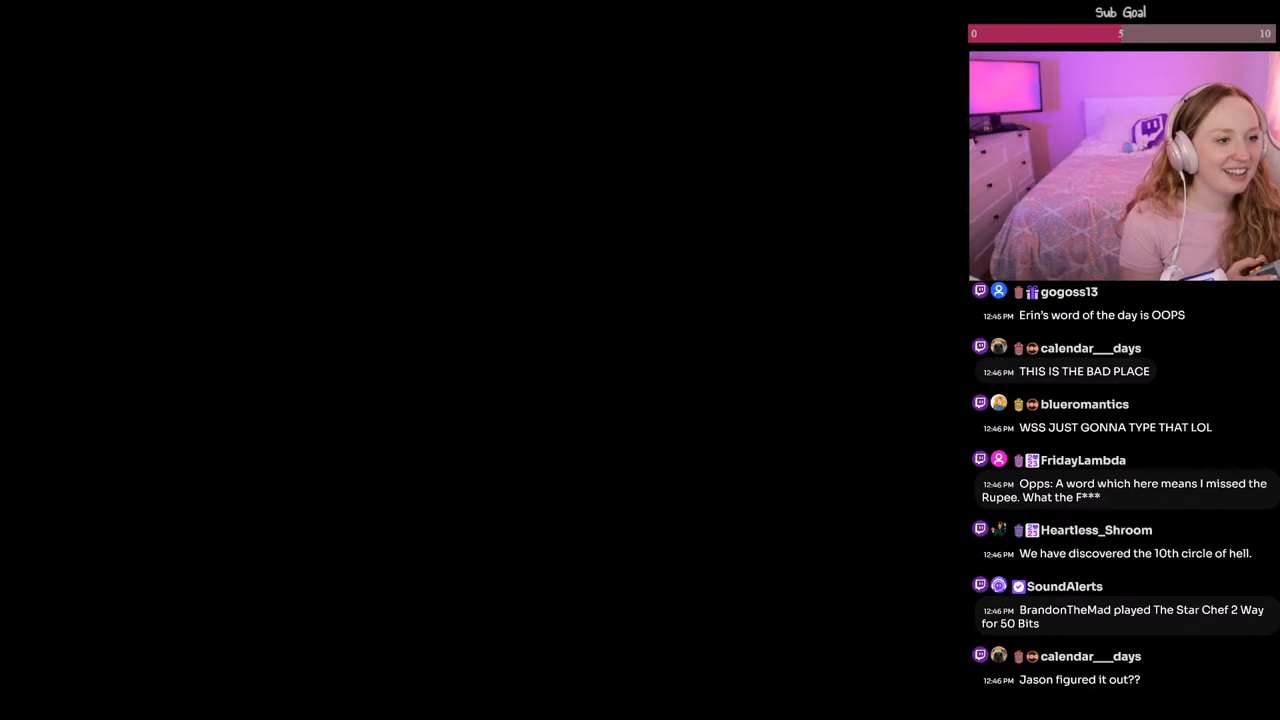 Sub Goal
0 5 10
gogoss13
12:45 PM Erin's word of the day is OOPS
calendar___days
12:46 PM THIS IS THE BAD PLACE
blueromantics
12:46 PM WSS JUST GONNA TYPE THAT LOL
FridayLambda
12:46 PM Opps: A word which here means I missed the
Rupee. What the F***
Heartless_Shroom
12:46 PM We have discovered the 10th circle of hell.
SoundAlerts
12:46 PM BrandonTheMad played The Star Chef 2 Way
for 50 Bits
calendar___days
12:46 PM Jason figured it out??